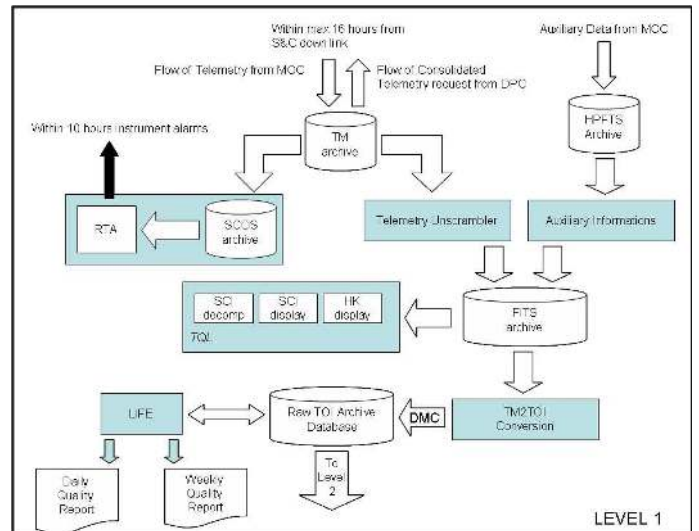 Within max 16 hours from
S&C down link
Auxiliary Data from MOC
Flow of Telemetry from MOC
Flow of Consolidated
Telemetry request from DPC
Within 10 hours instrument alarms
TM
archive
HPFTS
Archive
RTA
SCOS
archive
Telemetry Unscrambler
Auxiliary Informations
SCI
decomp
SCI
display
HK
display
TQL
FITS
archive
LIFE
Raw TOI Archive
Database
DMC
TM2TOI
Conversion
Daily
Quality
Report
Weekly
Quality
Report
To
Level
2
LEVEL 1